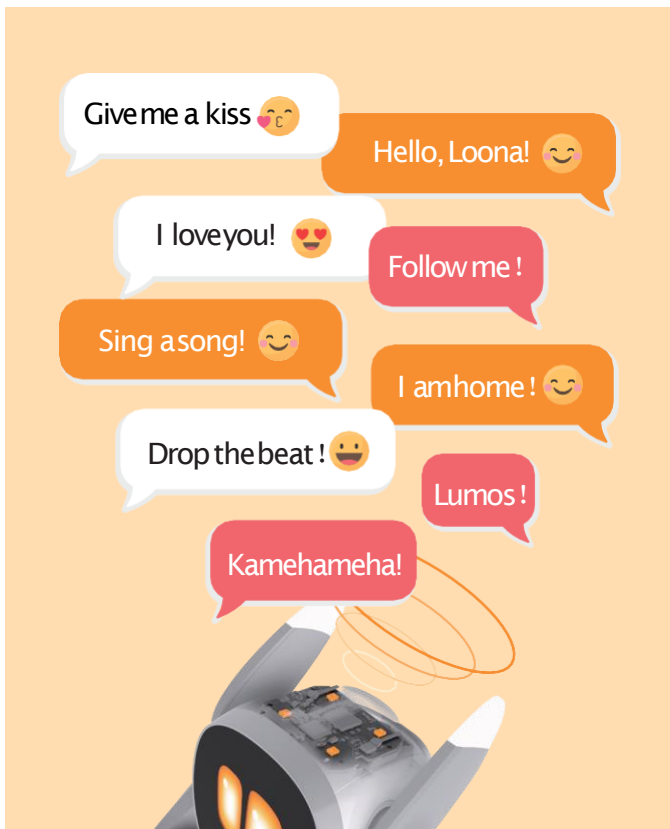 Give me a kiss
Hello, Loona!
I love you!
Follow me !
Sing a song!
I am home !
Drop the beat !
Lumos !
Kamehameha!